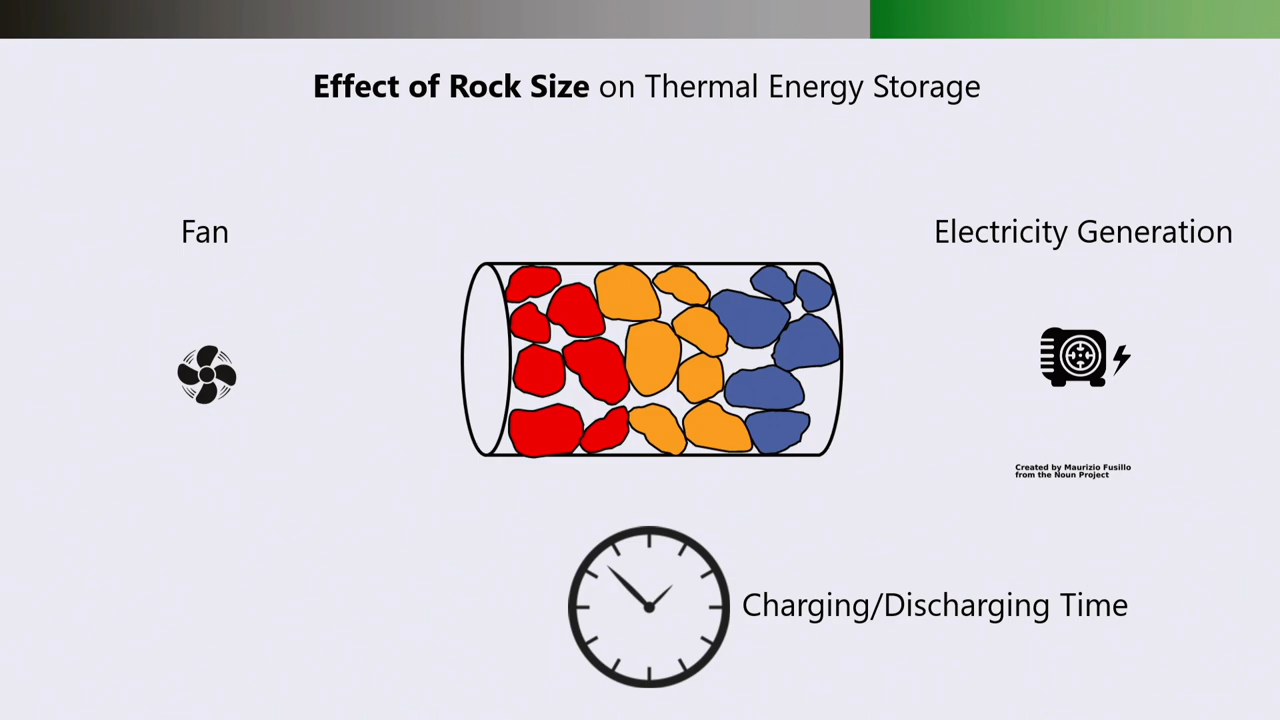 Effect of Rock Size on Thermal Energy Storage
Fan
Electricity Generation
Created by Maurizio Fusillo
from the Noun Project
Charging/Discharging Time